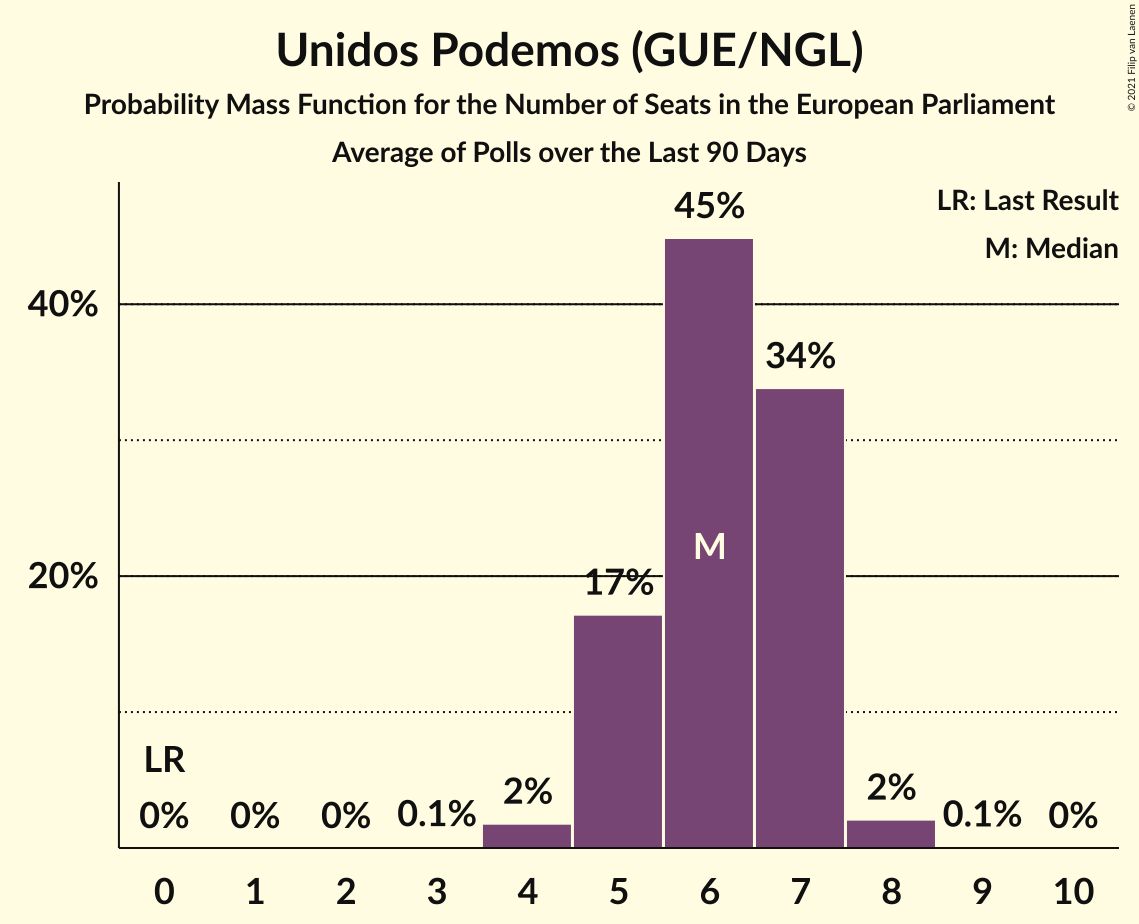 Unidos Podemos (GUE/NGL)
Probability Mass Function for the Number of Seats in the European Parliament
Average of Polls over the Last 90 Days
© 2021 Filip van Laenen
LR: Last Result
M: Median
45%
40%
34%
M
20%
17%
LR
0%
0%
0%
0.1%
2%
2%
0.1%
0%
0 1 2 3 4 5 6 7 8 9 10